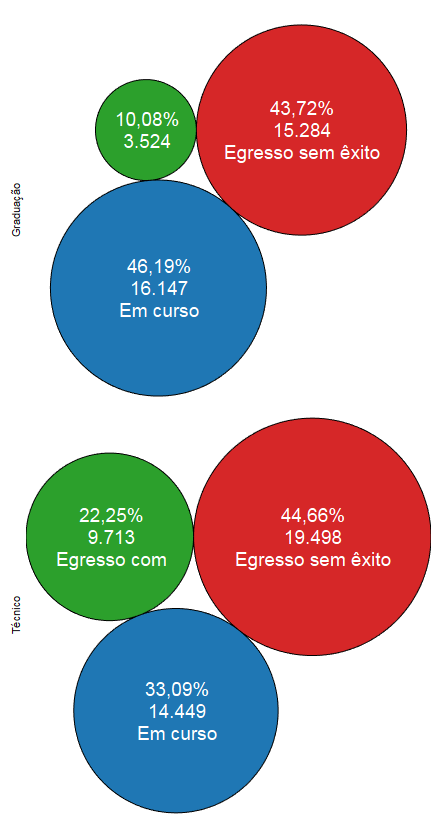 Graduação
10,08%
3.524
43,72%
15.284
Egresso sem êxito
46,19%
16.147
Em curso
Técnico
22,25%
9.713
Egresso com
44,66%
19.498
Egresso sem êxito
33,09%
14.449
Em curso